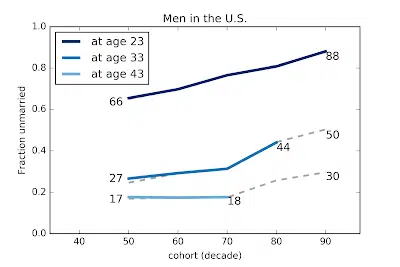 Men in the U.S.
1.0
at age 23
at age 33
at age 43
88
0.8
66
0.6
Fraction unmarried
50
44
0.4
27
30
0.2
17
18
0.0
40 50 60 70 80 90
cohort (decade)